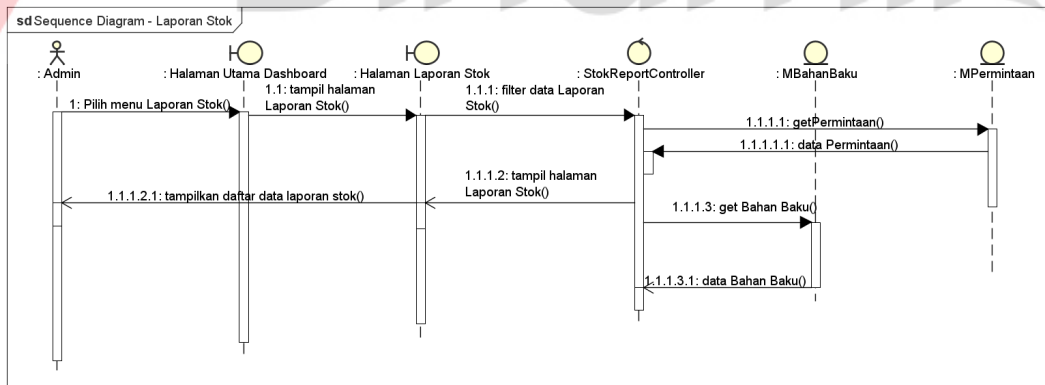 sd Sequence Diagram - Laporan Stok
: Admin
: Halaman Utama Dashboard
: Halaman Laporan Stok
: StokReportController
: MBahanBaku
: MPermintaan
1: Pilih menu Laporan Stok()
1.1: tampil halaman
Laporan Stok()
1.1.1: filter data Laporan
Stok()
1.1.1.1: getPermintaan()
1.1.1.1.1: data Permintaan()
1.1.1.2: tampil halaman
Laporan Stok()
1.1.1.2.1: tampilkan daftar data laporan stok()
1.1.1.3: get Bahan Baku()
1.1.1.3.1: data Bahan Baku()